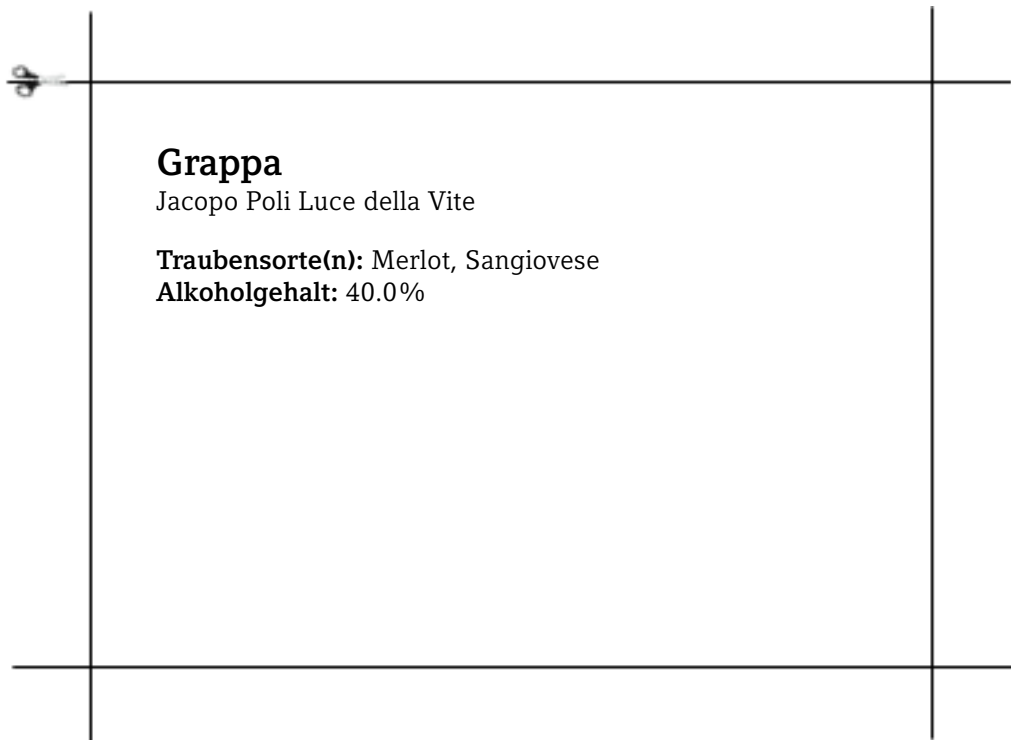 Grappa
Jacopo Poli Luce della Vite
Traubensorte(n): Merlot, Sangiovese
Alkoholgehalt: 40.0%